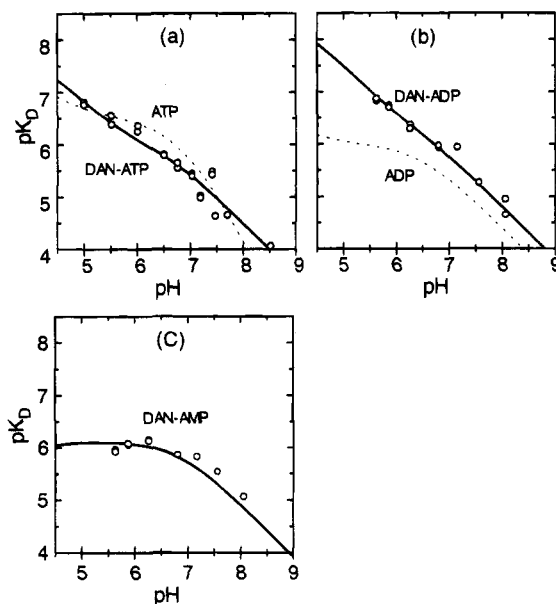 (a)
(b)
8
7
6
5
4
pK_D
ATP
DAN-ATP
DAN-ADP
ADP
5 6 7 8 9
5 6 7 8 9
pH
pH
(C)
8
7
6
5
4
pK_D
DAN-AMP
5 6 7 8 9
pH